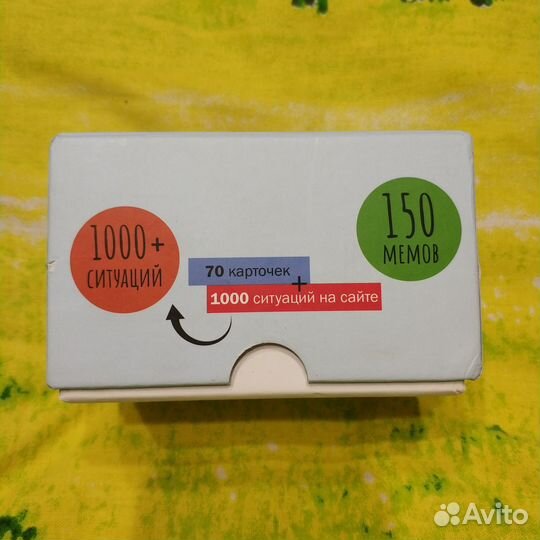 1000+
СИТУАЦИЙ
70 карточек
+
1000 ситуаций на сайте
150
МЕМОВ
Avito